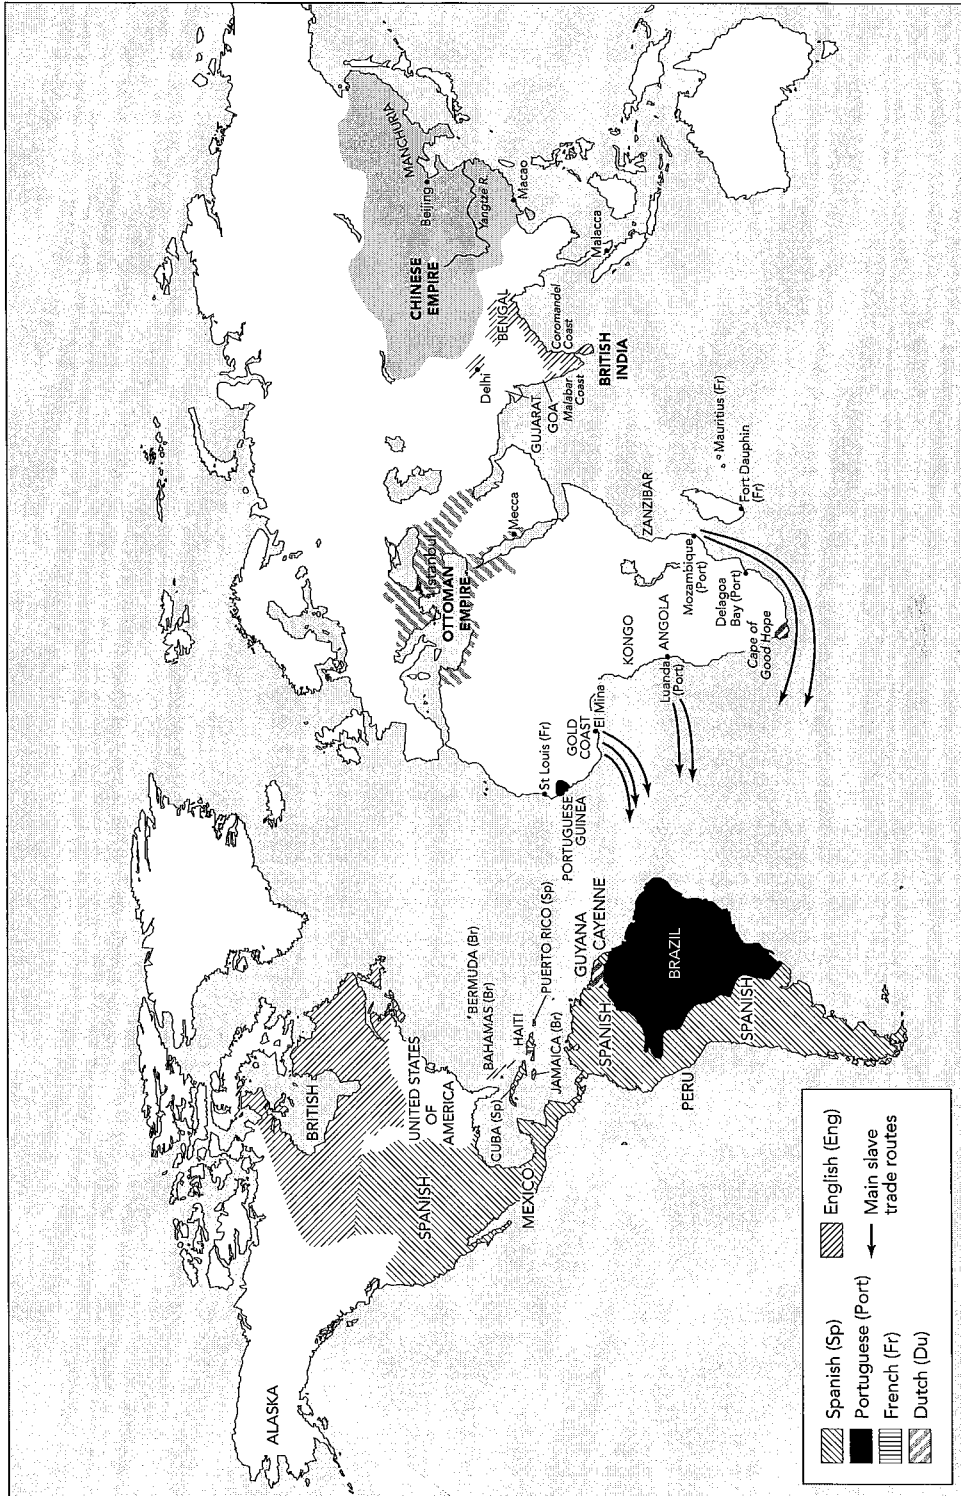 ALASKA
BRITISH
SPANISH
UNITED STATES
OF
AMERICA
BERMUDA (Br)
BAHAMAS (Br)
MEXICO
CUBA (Sp)
HAITI
PUERTO RICO (Sp)
JAMAICA (Br)
GUYANA
CAYENNE
SPANISH
PERU
BRAZIL
SPANISH
St Louis (Fr)
PORTUGUESE
GUINEA
GOLD
COAST
El Mina
KONGO
Luanda
(Port)
ANGOLA
Cape of
Good Hope
Delagoa
Bay (Port)
Mozambique
(Port)
ZANZIBAR
Fort Dauphin
(Fr)
Mauritius (Fr)
OTTOMAN
EMPIRE
Istanbul
Mecca
Delhi
GUJARAT
GOA
Malabar
Coast
BENGAL
Coromandel
Coast
BRITISH
INDIA
CHINESE
EMPIRE
MANCHURIA
Beijing
Yangtze R.
Macao
Malacca
Spanish (Sp)
Portuguese (Port)
French (Fr)
Dutch (Du)
English (Eng)
Main slave
trade routes